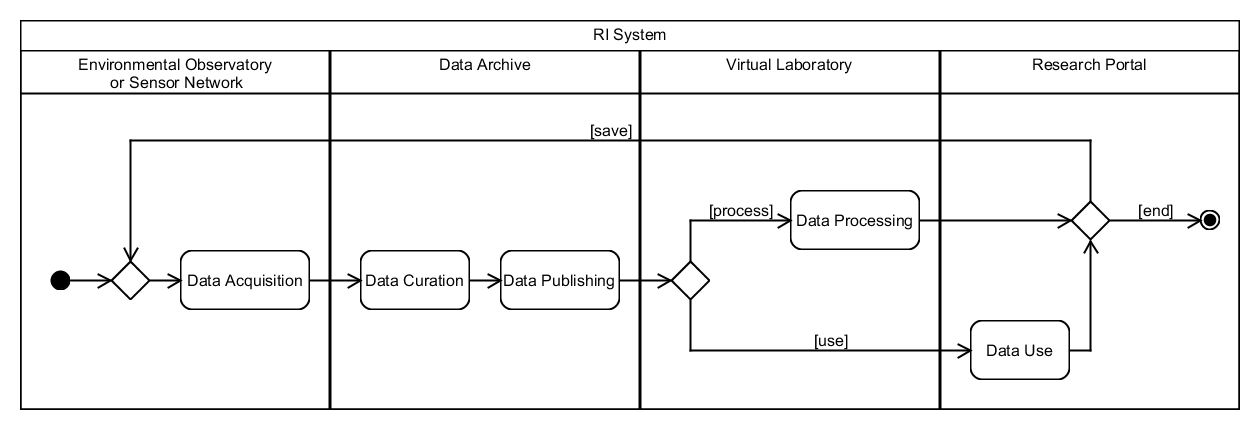 RI System
Environmental Observatory
or Sensor Network
Data Archive
Virtual Laboratory
Research Portal
[save]
[process]
Data Processing
[end]
Data Acquisition
Data Curation
Data Publishing
[use]
Data Use